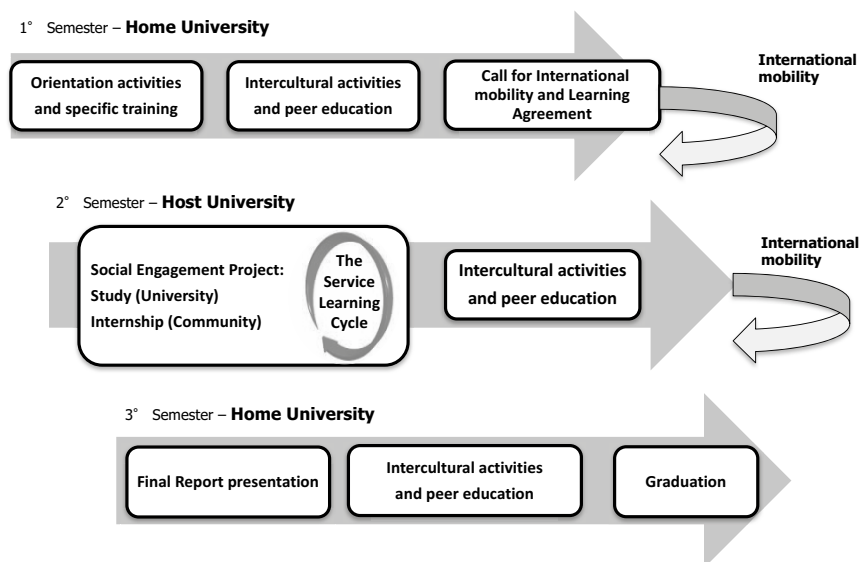 1° Semester – Home University
Orientation activities
and specific training
Intercultural activities
and peer education
Call for International
mobility and Learning
Agreement
International
mobility
2° Semester – Host University
Social Engagement Project:
Study (University)
Internship (Community)
The
Service
Learning
Cycle
Intercultural activities
and peer education
International
mobility
3° Semester – Home University
Final Report presentation
Intercultural activities
and peer education
Graduation